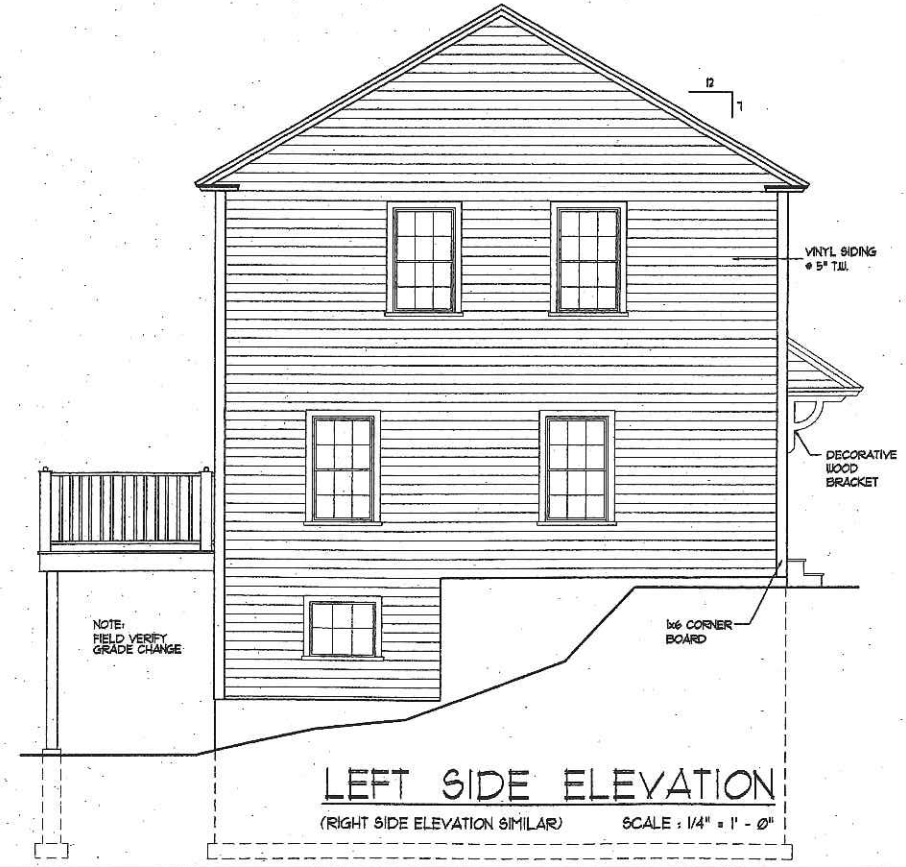 12
7
VINYL SIDING
@ 5" T.W.
DECORATIVE
WOOD
BRACKET
NOTE:
FIELD VERIFY
GRADE CHANGE
1x6 CORNER
BOARD
LEFT SIDE ELEVATION
(RIGHT SIDE ELEVATION SIMILAR) SCALE : 1/4" = 1' - 0"